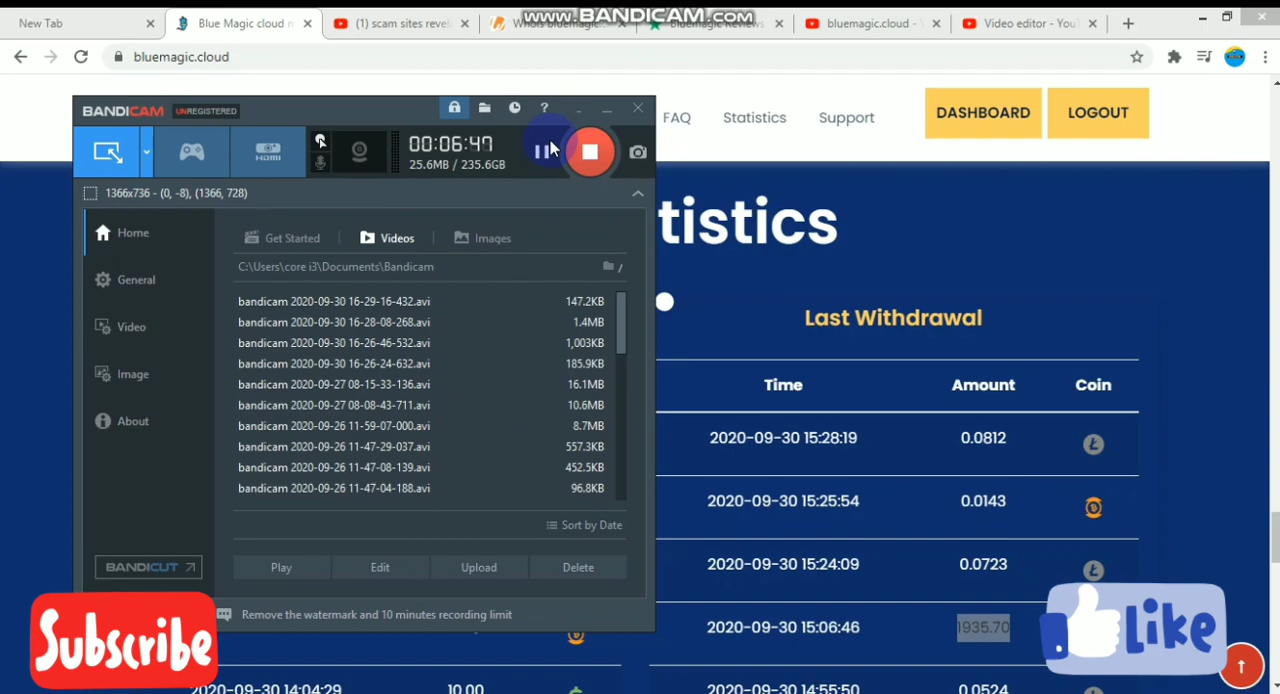 www.BANDICAM.com
New Tab
Blue Magic cloud
(1) scam sites reve
Whois bluemagic
Bluemagic Reviews
bluemagic.cloud -
Video editor - YouT
bluemagic.cloud
BANDICAM UNREGISTERED
FAQ Statistics Support DASHBOARD LOGOUT
HDMI
00:06:47
25.6MB / 235.6GB
1366x736 - (0, -8), (1366, 728)
tistics
Home
General
Video
Image
About
BANDICUT
Get Started Videos Images
C:\Users\core i3\Documents\Bandicam
bandicam 2020-09-30 16-29-16-432.avi 147.2KB
bandicam 2020-09-30 16-28-08-268.avi 1.4MB
bandicam 2020-09-30 16-26-46-532.avi 1,003KB
bandicam 2020-09-30 16-26-24-632.avi 185.9KB
bandicam 2020-09-27 08-15-33-136.avi 16.1MB
bandicam 2020-09-27 08-08-43-711.avi 10.6MB
bandicam 2020-09-26 11-59-07-000.avi 8.7MB
bandicam 2020-09-26 11-47-29-037.avi 557.3KB
bandicam 2020-09-26 11-47-08-139.avi 452.5KB
bandicam 2020-09-26 11-47-04-188.avi 96.8KB
Sort by Date
Play Edit Upload Delete
Remove the watermark and 10 minutes recording limit
Last Withdrawal
Time Amount Coin
2020-09-30 15:28:19 0.0812
2020-09-30 15:25:54 0.0143
2020-09-30 15:24:09 0.0723
2020-09-30 15:06:46 1935.70
2020-09-30 14:04:29 10.00
2020-09-30 14:55:50 0.0524
Subscribe
Like